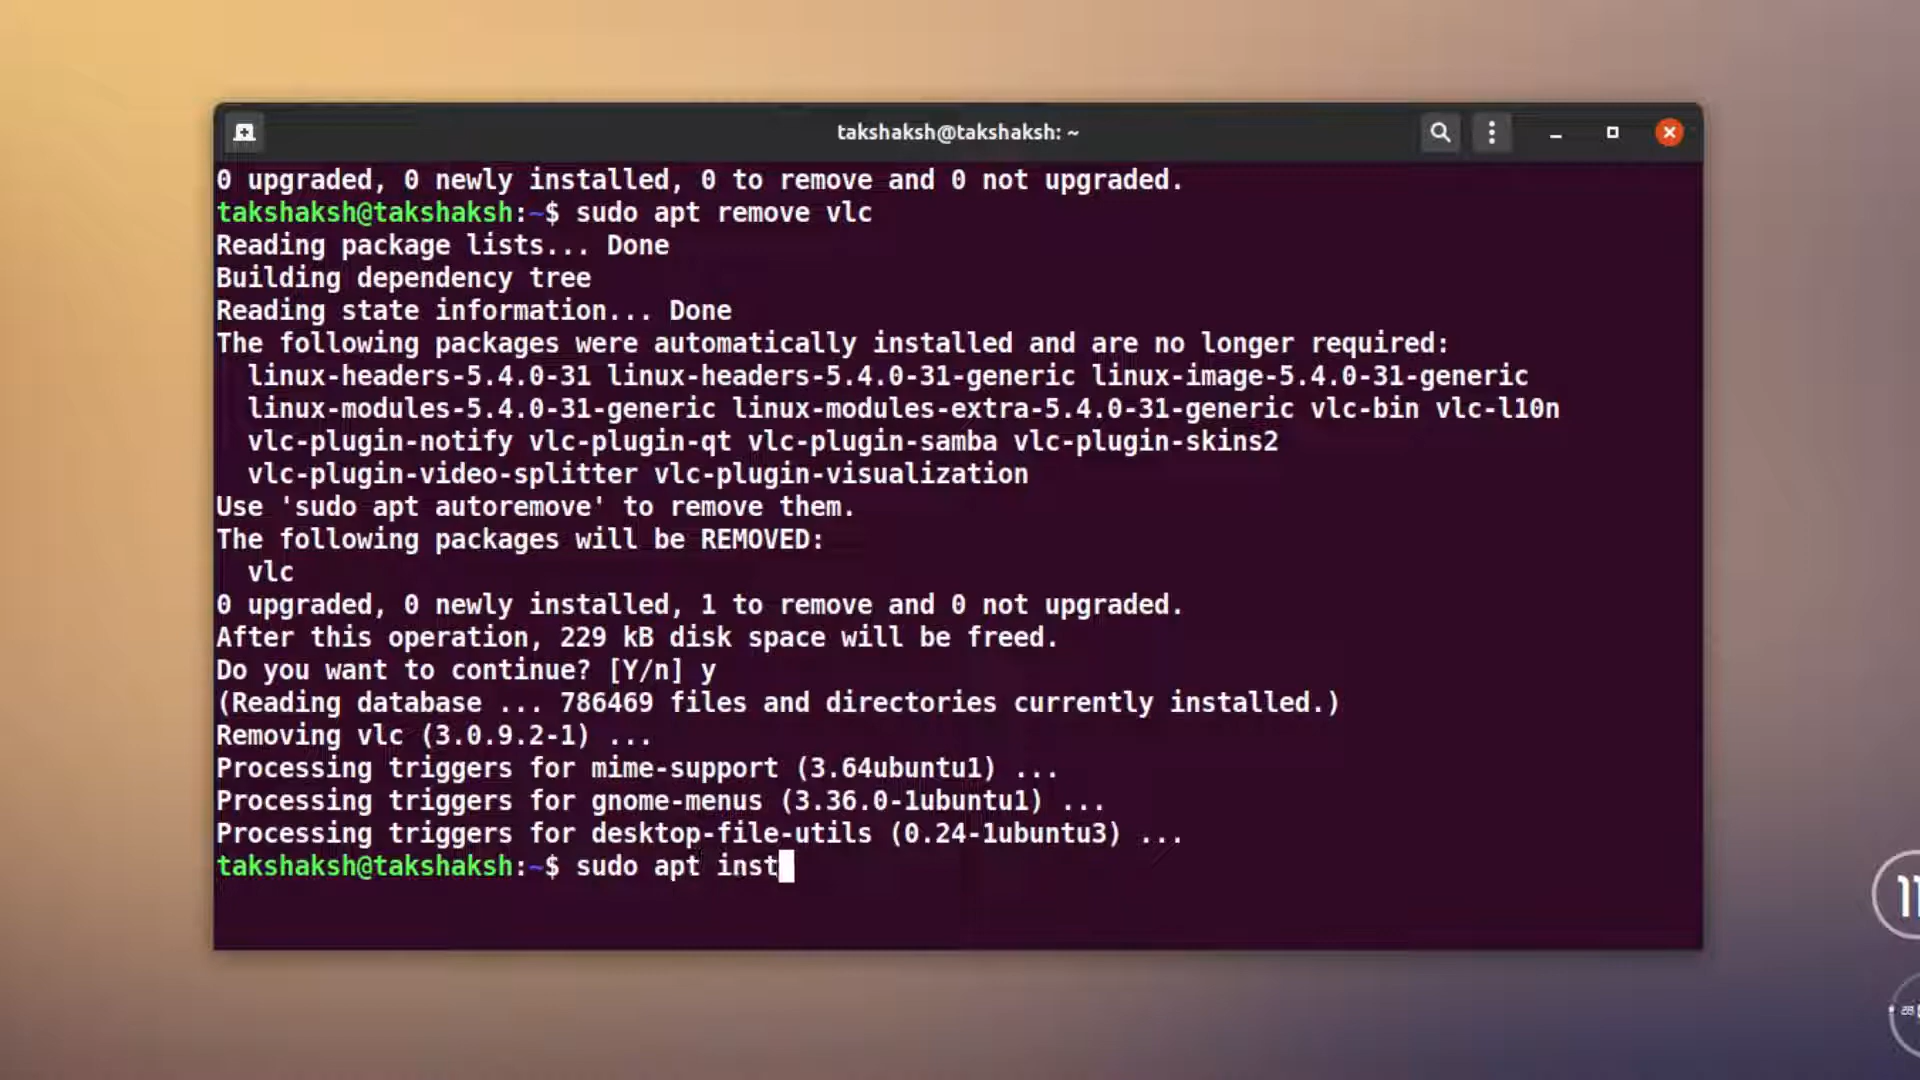 takshaksh@takshaksh: ~
0 upgraded, 0 newly installed, 0 to remove and 0 not upgraded.
takshaksh@takshaksh:~$ sudo apt remove vlc
Reading package lists... Done
Building dependency tree
Reading state information... Done
The following packages were automatically installed and are no longer required:
  linux-headers-5.4.0-31 linux-headers-5.4.0-31-generic linux-image-5.4.0-31-generic
  linux-modules-5.4.0-31-generic linux-modules-extra-5.4.0-31-generic vlc-bin vlc-l10n
  vlc-plugin-notify vlc-plugin-qt vlc-plugin-samba vlc-plugin-skins2
  vlc-plugin-video-splitter vlc-plugin-visualization
Use 'sudo apt autoremove' to remove them.
The following packages will be REMOVED:
  vlc
0 upgraded, 0 newly installed, 1 to remove and 0 not upgraded.
After this operation, 229 kB disk space will be freed.
Do you want to continue? [Y/n] y
(Reading database ... 786469 files and directories currently installed.)
Removing vlc (3.0.9.2-1) ...
Processing triggers for mime-support (3.64ubuntu1) ...
Processing triggers for gnome-menus (3.36.0-1ubuntu1) ...
Processing triggers for desktop-file-utils (0.24-1ubuntu3) ...
takshaksh@takshaksh:~$ sudo apt inst